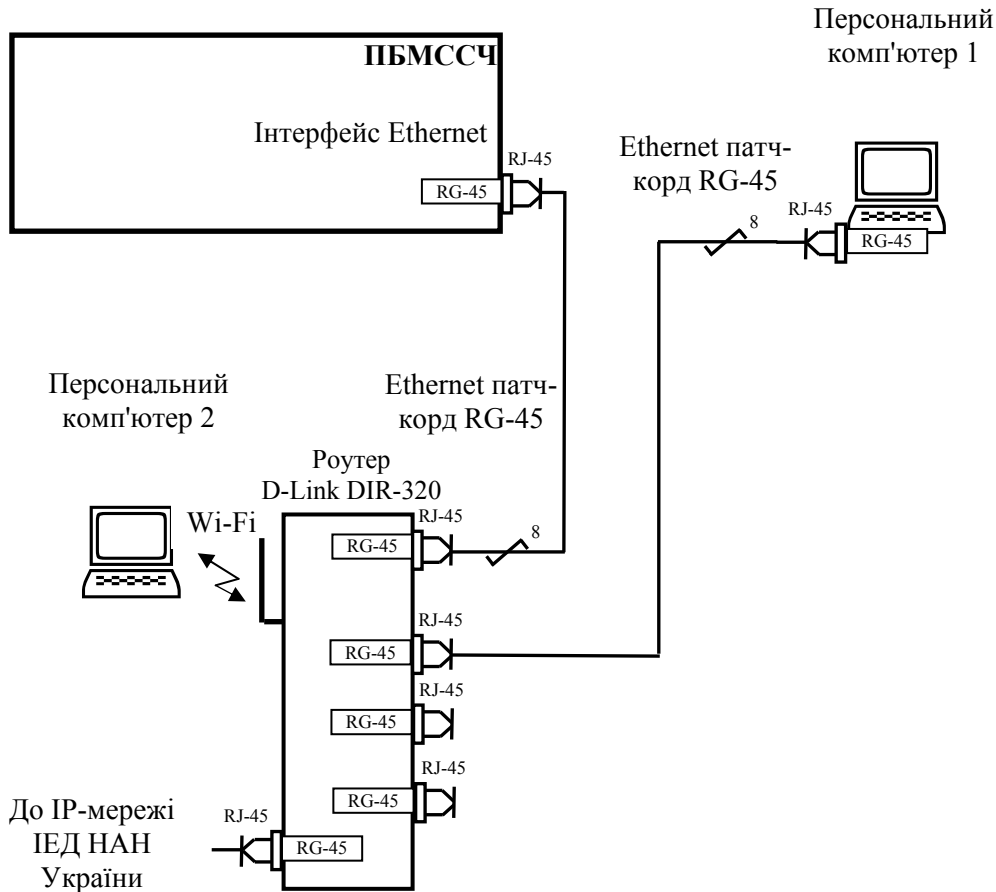 Персональний
комп'ютер 1
ПБМССЧ
Інтерфейс Ethernet
RJ-45
RG-45
Ethernet патч-
корд RG-45
8
RJ-45
RG-45
Персональний
комп'ютер 2
Ethernet патч-
корд RG-45
Роутер
D-Link DIR-320
Wi-Fi
RJ-45
RG-45
8
RJ-45
RG-45
RJ-45
RG-45
RJ-45
RG-45
До IP-мережі
ІЕД НАН
України
RJ-45
RG-45